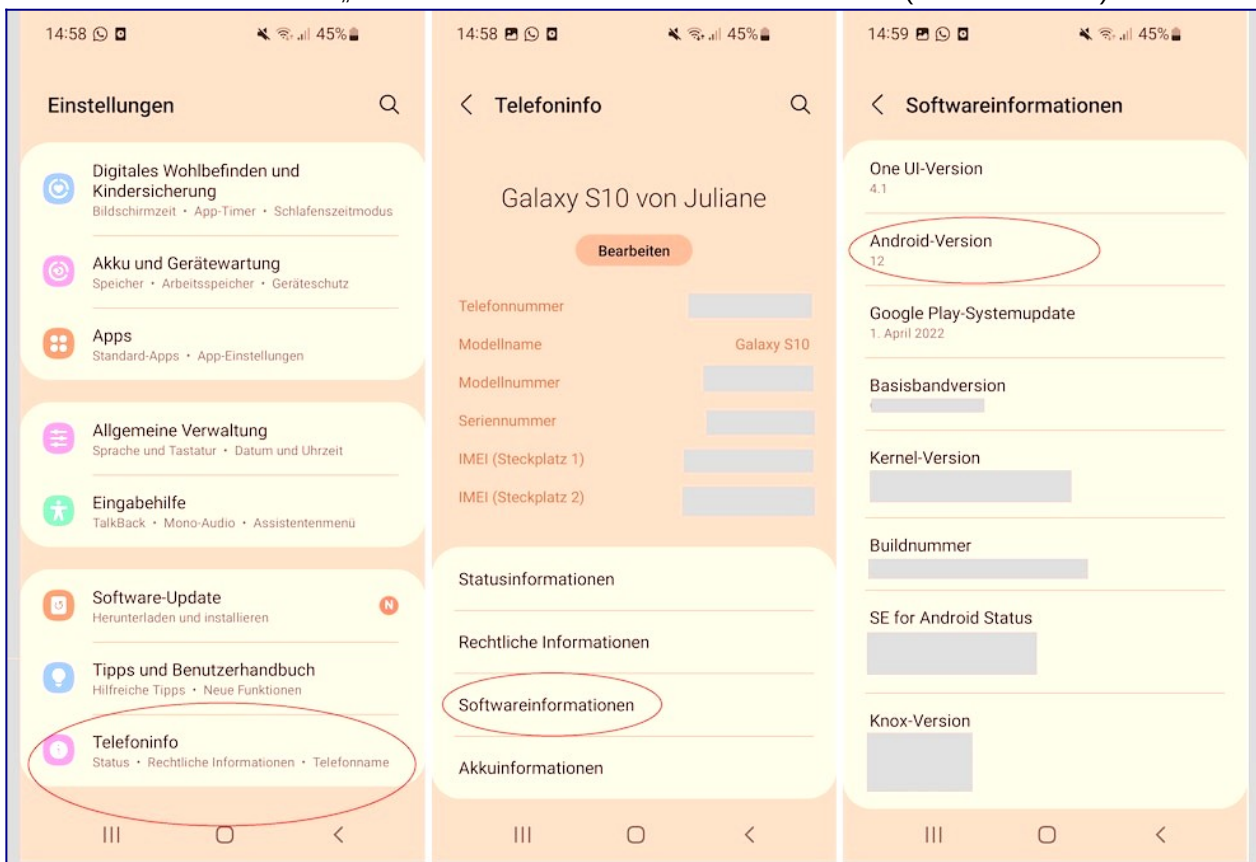 14:58 45%
Einstellungen
Digitales Wohlbefinden und
Kindersicherung
Bildschirmzeit • App-Timer • Schlafenszeitmodus
Akku und Gerätewartung
Speicher • Arbeitsspeicher • Geräteschutz
Apps
Standard-Apps • App-Einstellungen
Allgemeine Verwaltung
Sprache und Tastatur • Datum und Uhrzeit
Eingabehilfe
TalkBack • Mono-Audio • Assistentenmenü
Software-Update
Herunterladen und installieren
N
Tipps und Benutzerhandbuch
Hilfreiche Tipps • Neue Funktionen
Telefoninfo
Status • Rechtliche Informationen • Telefonname
14:58 45%
Telefoninfo
Galaxy S10 von Juliane
Bearbeiten
Telefonnummer
Modellname Galaxy S10
Modellnummer
Seriennummer
IMEI (Steckplatz 1)
IMEI (Steckplatz 2)
Statusinformationen
Rechtliche Informationen
Softwareinformationen
Akkuinformationen
14:59 45%
Softwareinformationen
One UI-Version
4.1
Android-Version
12
Google Play-Systemupdate
1. April 2022
Basisbandversion
Kernel-Version
Buildnummer
SE for Android Status
Knox-Version